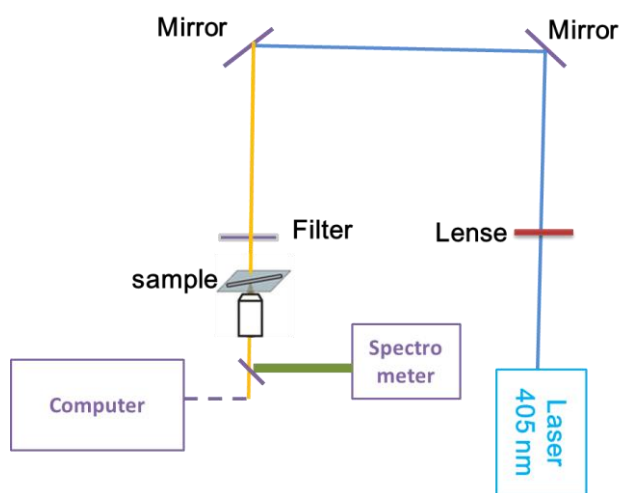 Mirror
Mirror
Filter
Lense
sample
Spectro
meter
Computer
Laser
405 nm